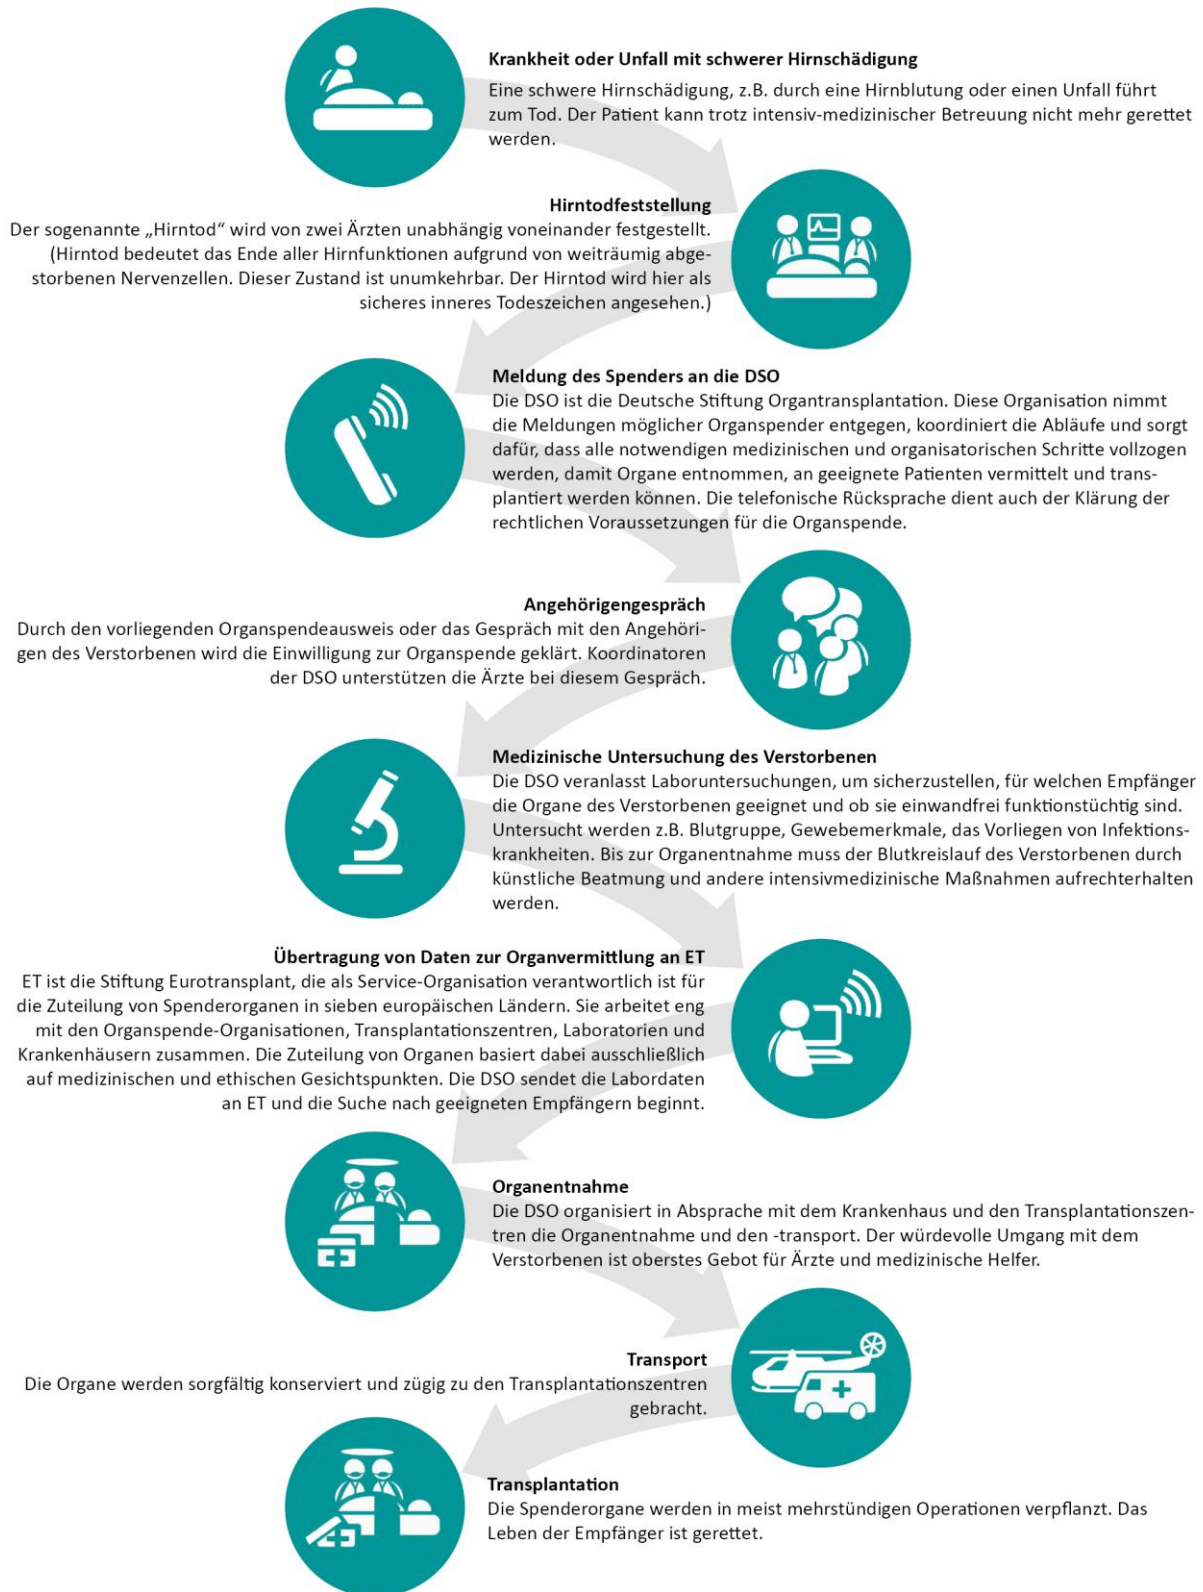 Krankheit oder Unfall mit schwerer Hirnschädigung
Eine schwere Hirnschädigung, z.B. durch eine Hirnblutung oder einen Unfall führt
zum Tod. Der Patient kann trotz intensiv-medizinischer Betreuung nicht mehr gerettet
werden.
Hirntodfeststellung
Der sogenannte „Hirntod“ wird von zwei Ärzten unabhängig voneinander festgestellt.
(Hirntod bedeutet das Ende aller Hirnfunktionen aufgrund von weiträumig abge-
storbenen Nervenzellen. Dieser Zustand ist unumkehrbar. Der Hirntod wird hier als
sicheres inneres Todeszeichen angesehen.)
Meldung des Spenders an die DSO
Die DSO ist die Deutsche Stiftung Organtransplantation. Diese Organisation nimmt
die Meldungen möglicher Organspender entgegen, koordiniert die Abläufe und sorgt
dafür, dass alle notwendigen medizinischen und organisatorischen Schritte vollzogen
werden, damit Organe entnommen, an geeignete Patienten vermittelt und trans-
plantiert werden können. Die telefonische Rücksprache dient auch der Klärung der
rechtlichen Voraussetzungen für die Organspende.
Angehörigengespräch
Durch den vorliegenden Organspendeausweis oder das Gespräch mit den Angehöri-
gen des Verstorbenen wird die Einwilligung zur Organspende geklärt. Koordinatoren
der DSO unterstützen die Ärzte bei diesem Gespräch.
Medizinische Untersuchung des Verstorbenen
Die DSO veranlasst Laboruntersuchungen, um sicherzustellen, für welchen Empfänger
die Organe des Verstorbenen geeignet und ob sie einwandfrei funktionstüchtig sind.
Untersucht werden z.B. Blutgruppe, Gewebemerkmale, das Vorliegen von Infektions-
krankheiten. Bis zur Organentnahme muss der Blutkreislauf des Verstorbenen durch
künstliche Beatmung und andere intensivmedizinische Maßnahmen aufrechterhalten
werden.
Übertragung von Daten zur Organvermittlung an ET
ET ist die Stiftung Eurotransplant, die als Service-Organisation verantwortlich ist für
die Zuteilung von Spenderorganen in sieben europäischen Ländern. Sie arbeitet eng
mit den Organspende-Organisationen, Transplantationszentren, Laboratorien und
Krankenhäusern zusammen. Die Zuteilung von Organen basiert dabei ausschließlich
auf medizinischen und ethischen Gesichtspunkten. Die DSO sendet die Labordaten
an ET und die Suche nach geeigneten Empfängern beginnt.
Organentnahme
Die DSO organisiert in Absprache mit dem Krankenhaus und den Transplantationszen-
tren die Organentnahme und den -transport. Der würdevolle Umgang mit dem
Verstorbenen ist oberstes Gebot für Ärzte und medizinische Helfer.
Transport
Die Organe werden sorgfältig konserviert und zügig zu den Transplantationszentren
gebracht.
Transplantation
Die Spenderorgane werden in meist mehrstündigen Operationen verpflanzt. Das
Leben der Empfänger ist gerettet.